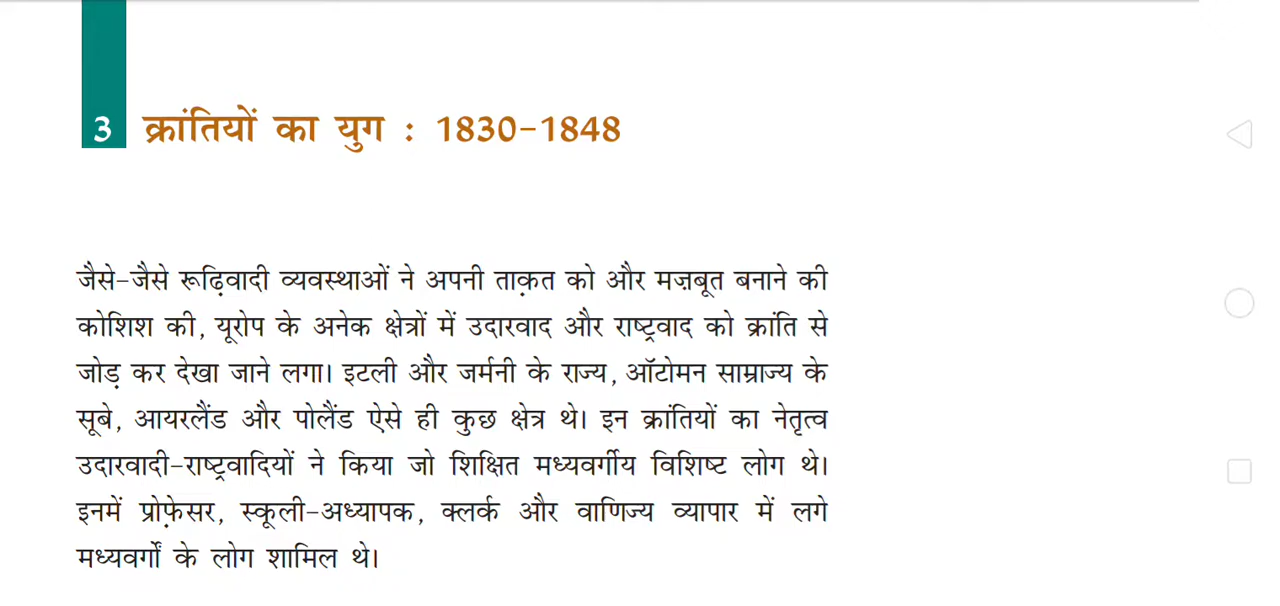 3 क्रांतियों का युग : 1830-1848
जैसे-जैसे रूढ़िवादी व्यवस्थाओं ने अपनी ताक़त को और मज़बूत बनाने की
कोशिश की, यूरोप के अनेक क्षेत्रों में उदारवाद और राष्ट्रवाद को क्रांति से
जोड़ कर देखा जाने लगा। इटली और जर्मनी के राज्य, ऑटोमन साम्राज्य के
सूबे, आयरलैंड और पोलैंड ऐसे ही कुछ क्षेत्र थे। इन क्रांतियों का नेतृत्व
उदारवादी-राष्ट्रवादियों ने किया जो शिक्षित मध्यवर्गीय विशिष्ट लोग थे।
इनमें प्रोफ़ेसर, स्कूली-अध्यापक, क्लर्क और वाणिज्य व्यापार में लगे
मध्यवर्गों के लोग शामिल थे।